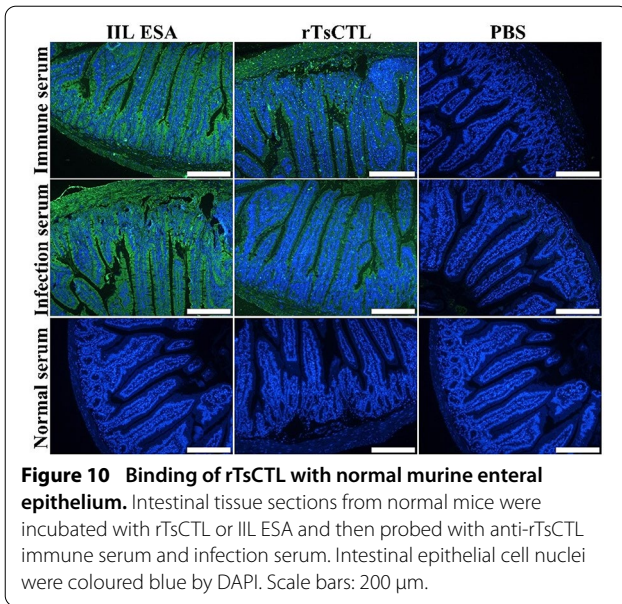 IIL ESA rTsCTL PBS
Immune serum
Infection serum
Normal serum
Figure 10 Binding of rTsCTL with normal murine enteral
epithelium. Intestinal tissue sections from normal mice were
incubated with rTsCTL or IIL ESA and then probed with anti-rTsCTL
immune serum and infection serum. Intestinal epithelial cell nuclei
were coloured blue by DAPI. Scale bars: 200 µm.